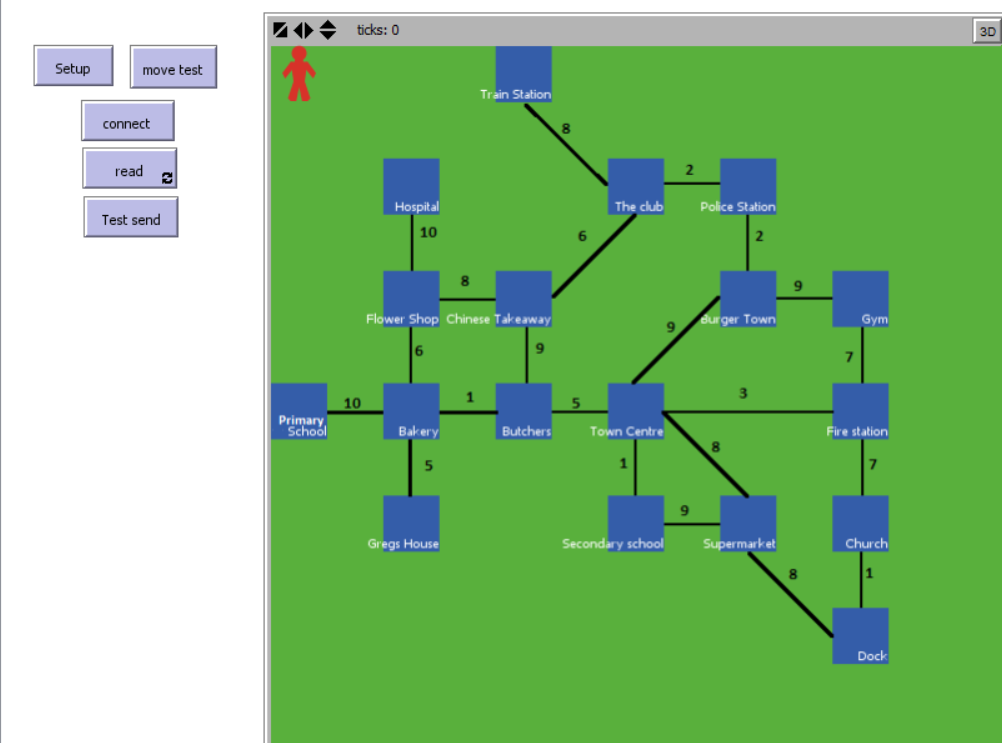 ticks: 0
3D
Setup
move test
connect
read
Test send
Train Station
8
Hospital
The club
2
Police Station
10
6
2
8
9
Flower Shop
Chinese Takeaway
Burger Town
Gym
6
9
9
7
10
1
5
3
Primary
School
Bakery
Butchers
Town Centre
Fire station
5
1
8
7
9
Gregs House
Secondary school
Supermarket
Church
8
1
Dock